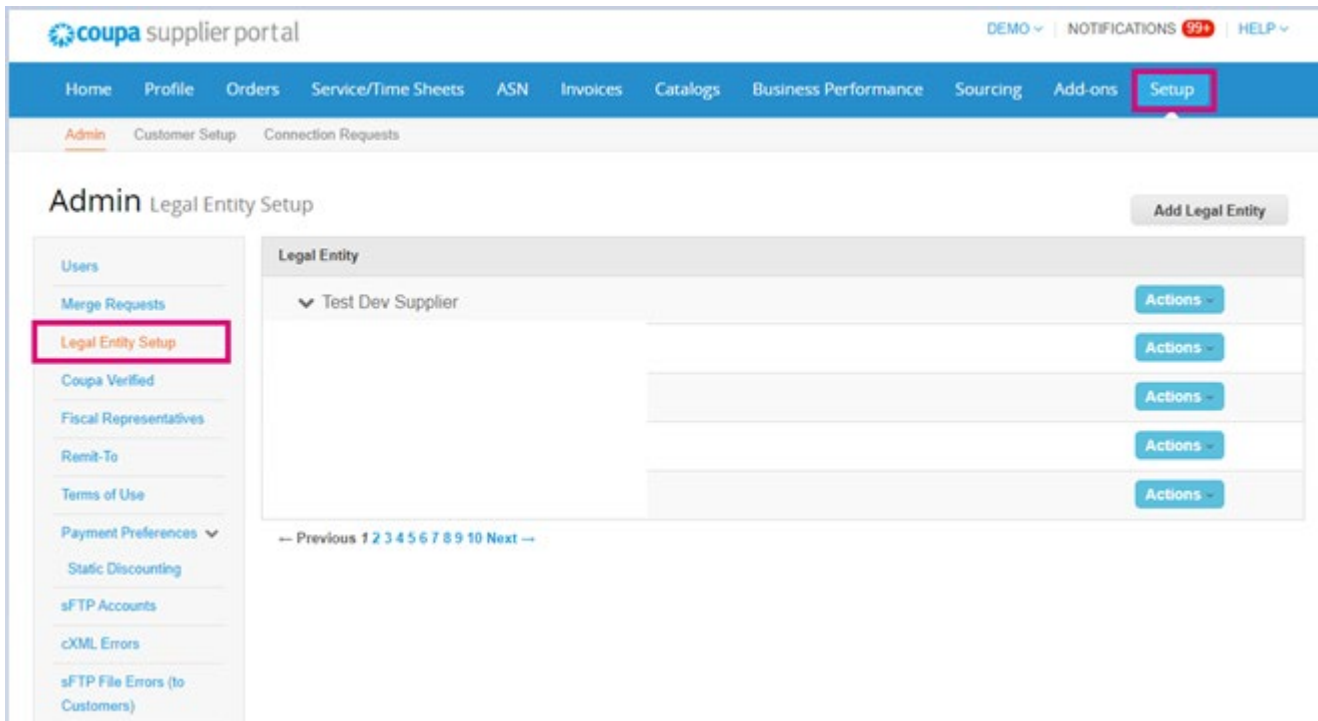 coupa supplier portal
DEMO NOTIFICATIONS 99+ HELP
Home Profile Orders Service/Time Sheets ASN Invoices Catalogs Business Performance Sourcing Add-ons Setup
Admin Customer Setup Connection Requests
Admin Legal Entity Setup
Add Legal Entity
Users
Merge Requests
Legal Entity Setup
Coupa Verified
Fiscal Representatives
Remit-To
Terms of Use
Payment Preferences
Static Discounting
sFTP Accounts
cXML Errors
sFTP File Errors (to
Customers)
Legal Entity
Test Dev Supplier Actions
Actions
Actions
Actions
Actions
← Previous 1 2 3 4 5 6 7 8 9 10 Next →